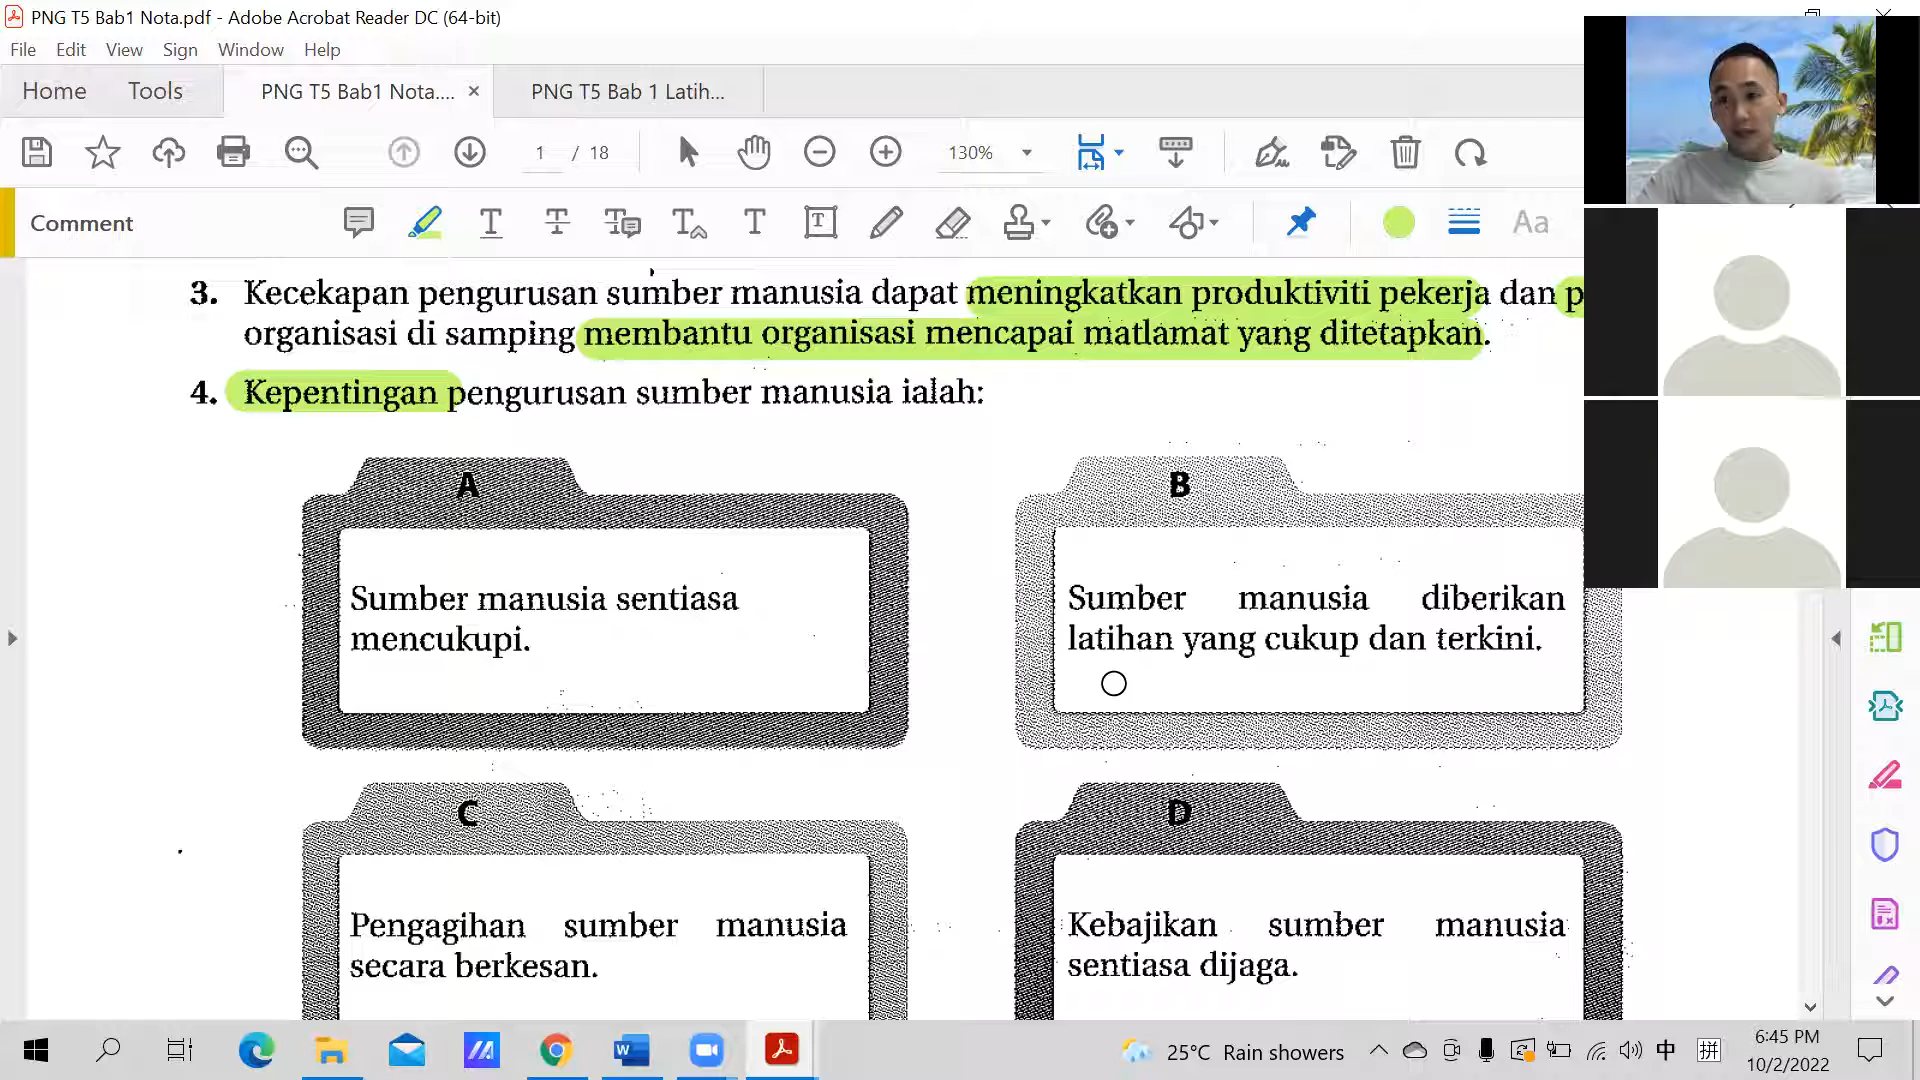 PNG T5 Bab1 Nota.pdf - Adobe Acrobat Reader DC (64-bit)
File Edit View Sign Window Help
Home Tools PNG T5 Bab1 Nota.... × PNG T5 Bab 1 Latih...
1 / 18 130%
Comment
Aa
3. Kecekapan pengurusan sumber manusia dapat meningkatkan produktiviti pekerja dan p
organisasi di samping membantu organisasi mencapai matlamat yang ditetapkan.
4. Kepentingan pengurusan sumber manusia ialah:
A
Sumber manusia sentiasa
mencukupi.
B
Sumber manusia diberikan
latihan yang cukup dan terkini.
C
Pengagihan sumber manusia
secara berkesan.
D
Kebajikan sumber manusia
sentiasa dijaga.
25°C Rain showers
中
拼
6:45 PM
10/2/2022